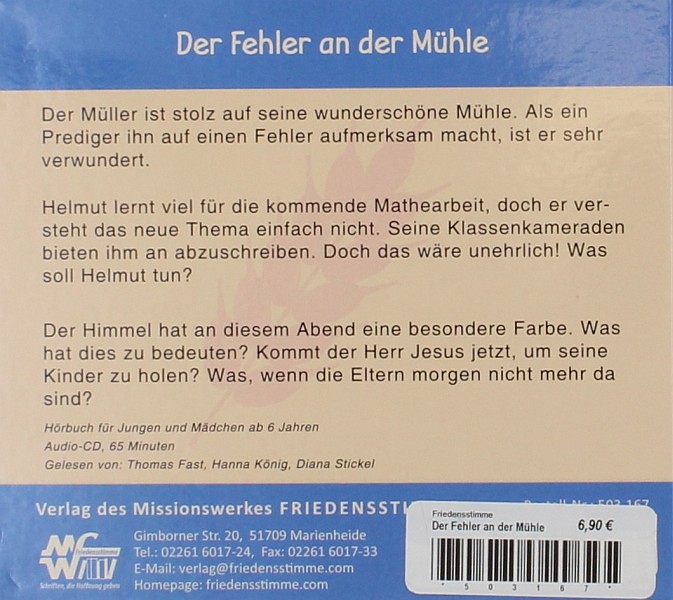 Der Fehler an der Mühle
Der Müller ist stolz auf seine wunderschöne Mühle. Als ein
Prediger ihn auf einen Fehler aufmerksam macht, ist er sehr
verwundert.
Helmut lernt viel für die kommende Mathearbeit, doch er ver-
steht das neue Thema einfach nicht. Seine Klassenkameraden
bieten ihm an abzuschreiben. Doch das wäre unehrlich! Was
soll Helmut tun?
Der Himmel hat an diesem Abend eine besondere Farbe. Was
hat dies zu bedeuten? Kommt der Herr Jesus jetzt, um seine
Kinder zu holen? Was, wenn die Eltern morgen nicht mehr da
sind?
Hörbuch für Jungen und Mädchen ab 6 Jahren
Audio-CD, 65 Minuten
Gelesen von: Thomas Fast, Hanna König, Diana Stickel
Verlag des Missionswerkes FRIEDENSSTI
Gimborner Str. 20, 51709 Marienheide
Tel.: 02261 6017-24, Fax: 02261 6017-33
E-Mail: verlag@friedensstimme.com
Homepage: friedensstimme.com
Friedensstimme
Schriften, die Hoffnung geben
Friedensstimme
Der Fehler an der Mühle 6,90 €
*503167*